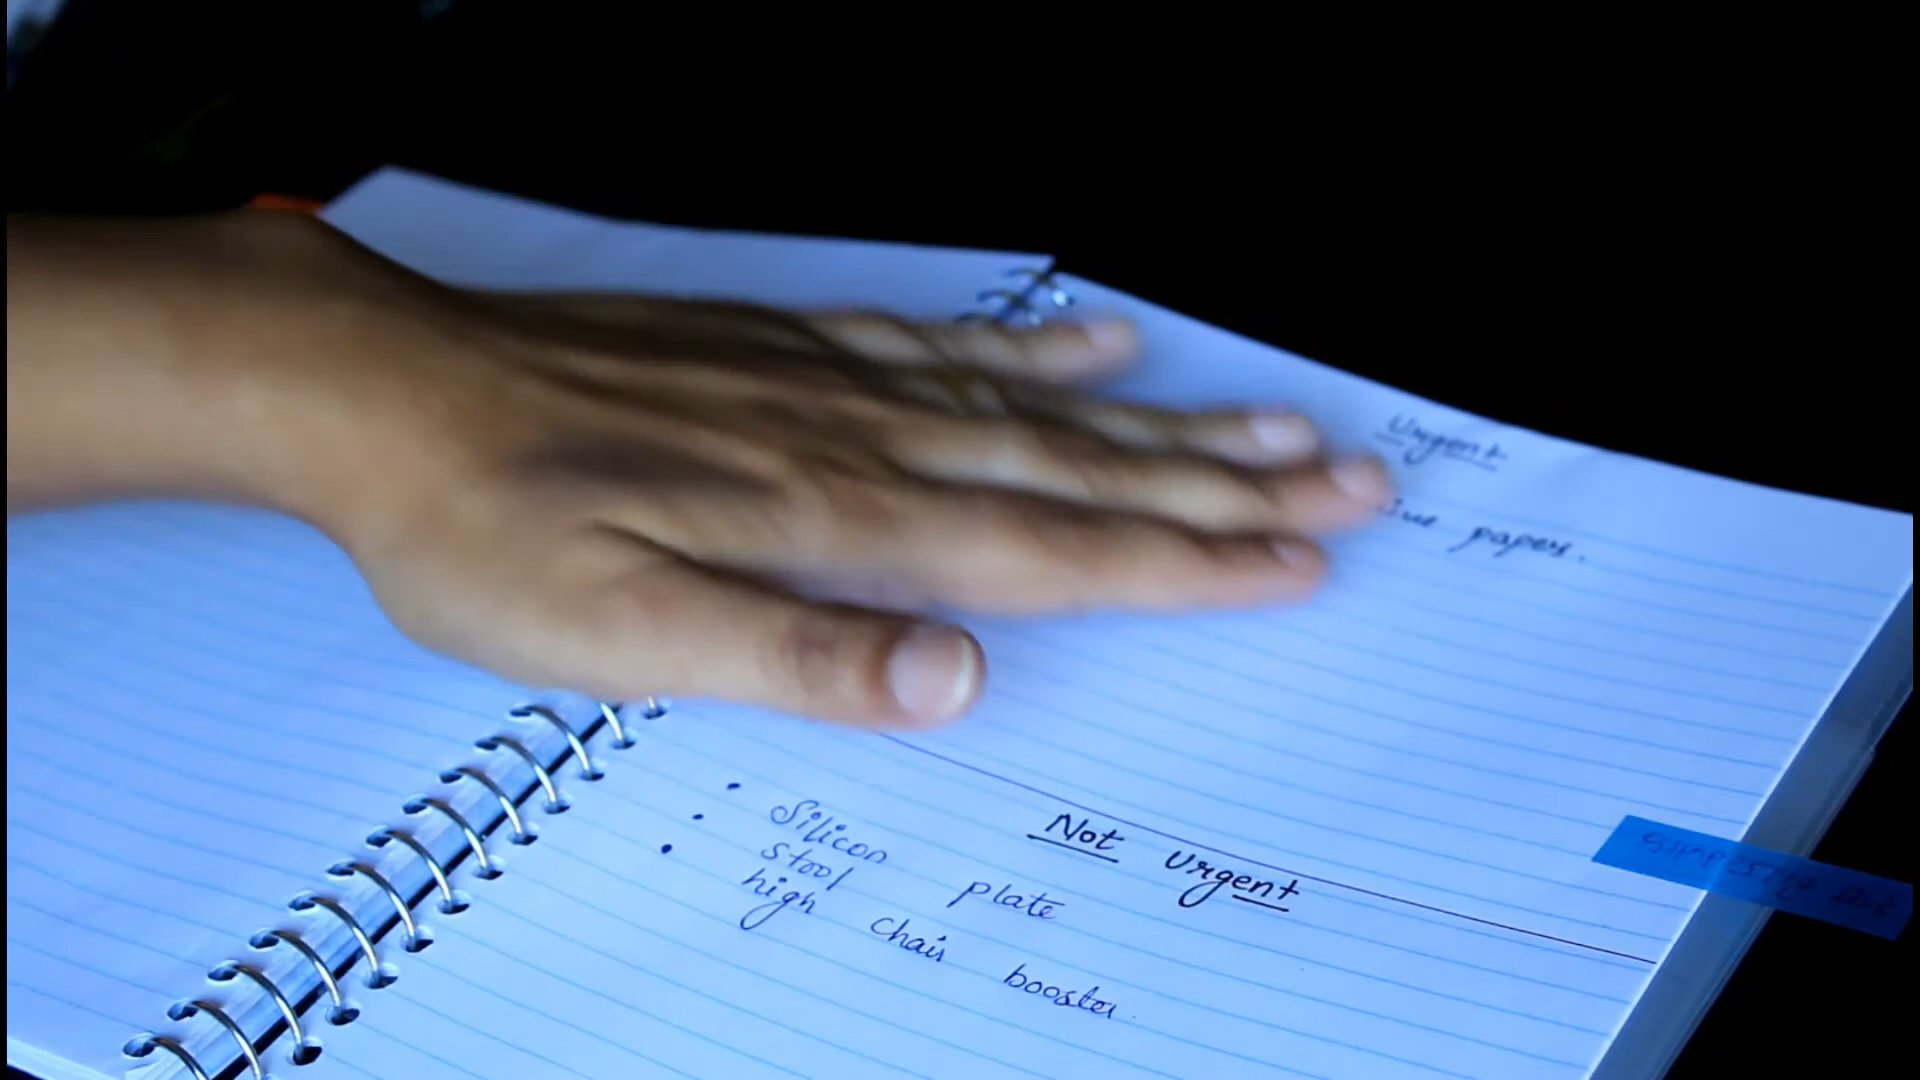 Urgent
paper.
Not urgent
Silicon plate
stool
high chair booster.